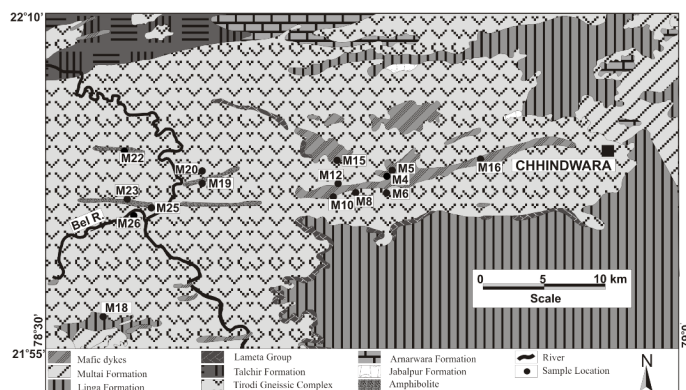 22°10'
M22
M20
M19
M23
M25
M26
Bel R.
M18
M15
M12
M5
M4
M6
M8
M10
M16
CHHINDWARA
0 5 10 km
Scale
21°55'
78°30'
79°0'
Mafic dykes
Multai Formation
Linga Formation
Lameta Group
Talchir Formation
Tirodi Gneissic Complex
Amarwara Formation
Jabalpur Formation
Amphibolite
River
Sample Location
N